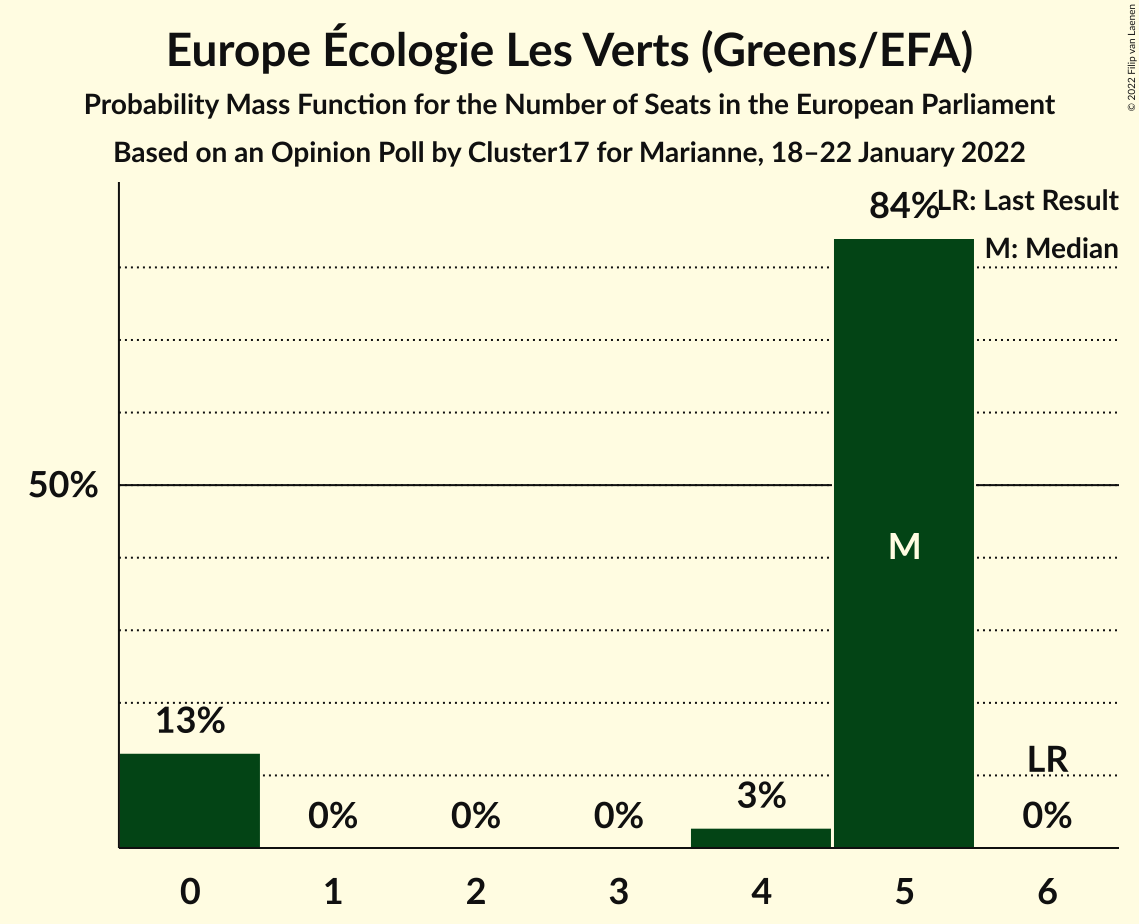 Europe Écologie Les Verts (Greens/EFA)
Probability Mass Function for the Number of Seats in the European Parliament
Based on an Opinion Poll by Cluster17 for Marianne, 18–22 January 2022
© 2022 Filip van Laenen
LR: Last Result
M: Median
84%
50%
M
13%
0%
0%
0%
3%
LR
0%
0 1 2 3 4 5 6